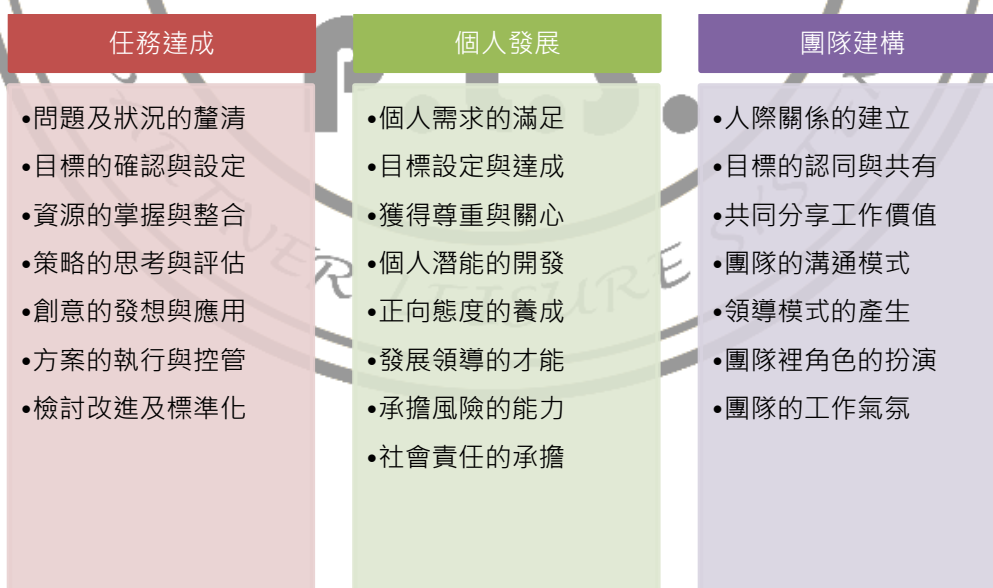 任務達成
•問題及狀況的釐清
•目標的確認與設定
•資源的掌握與整合
•策略的思考與評估
•創意的發想與應用
•方案的執行與控管
•檢討改進及標準化
個人發展
•個人需求的滿足
•目標設定與達成
•獲得尊重與關心
•個人潛能的開發
•正向態度的養成
•發展領導的才能
•承擔風險的能力
•社會責任的承擔
團隊建構
•人際關係的建立
•目標的認同與共有
•共同分享工作價值
•團隊的溝通模式
•領導模式的產生
•團隊裡角色的扮演
•團隊的工作氣氛